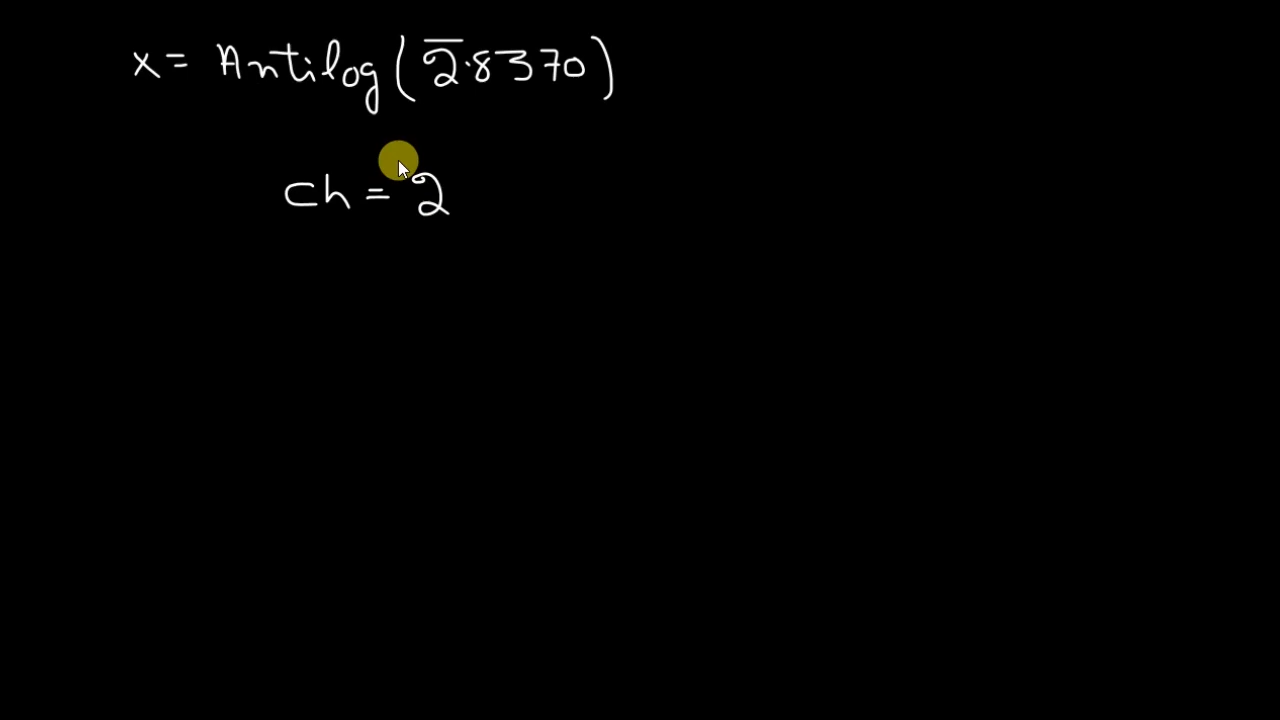 x = Antilog(2̅.8370)
ch = 2